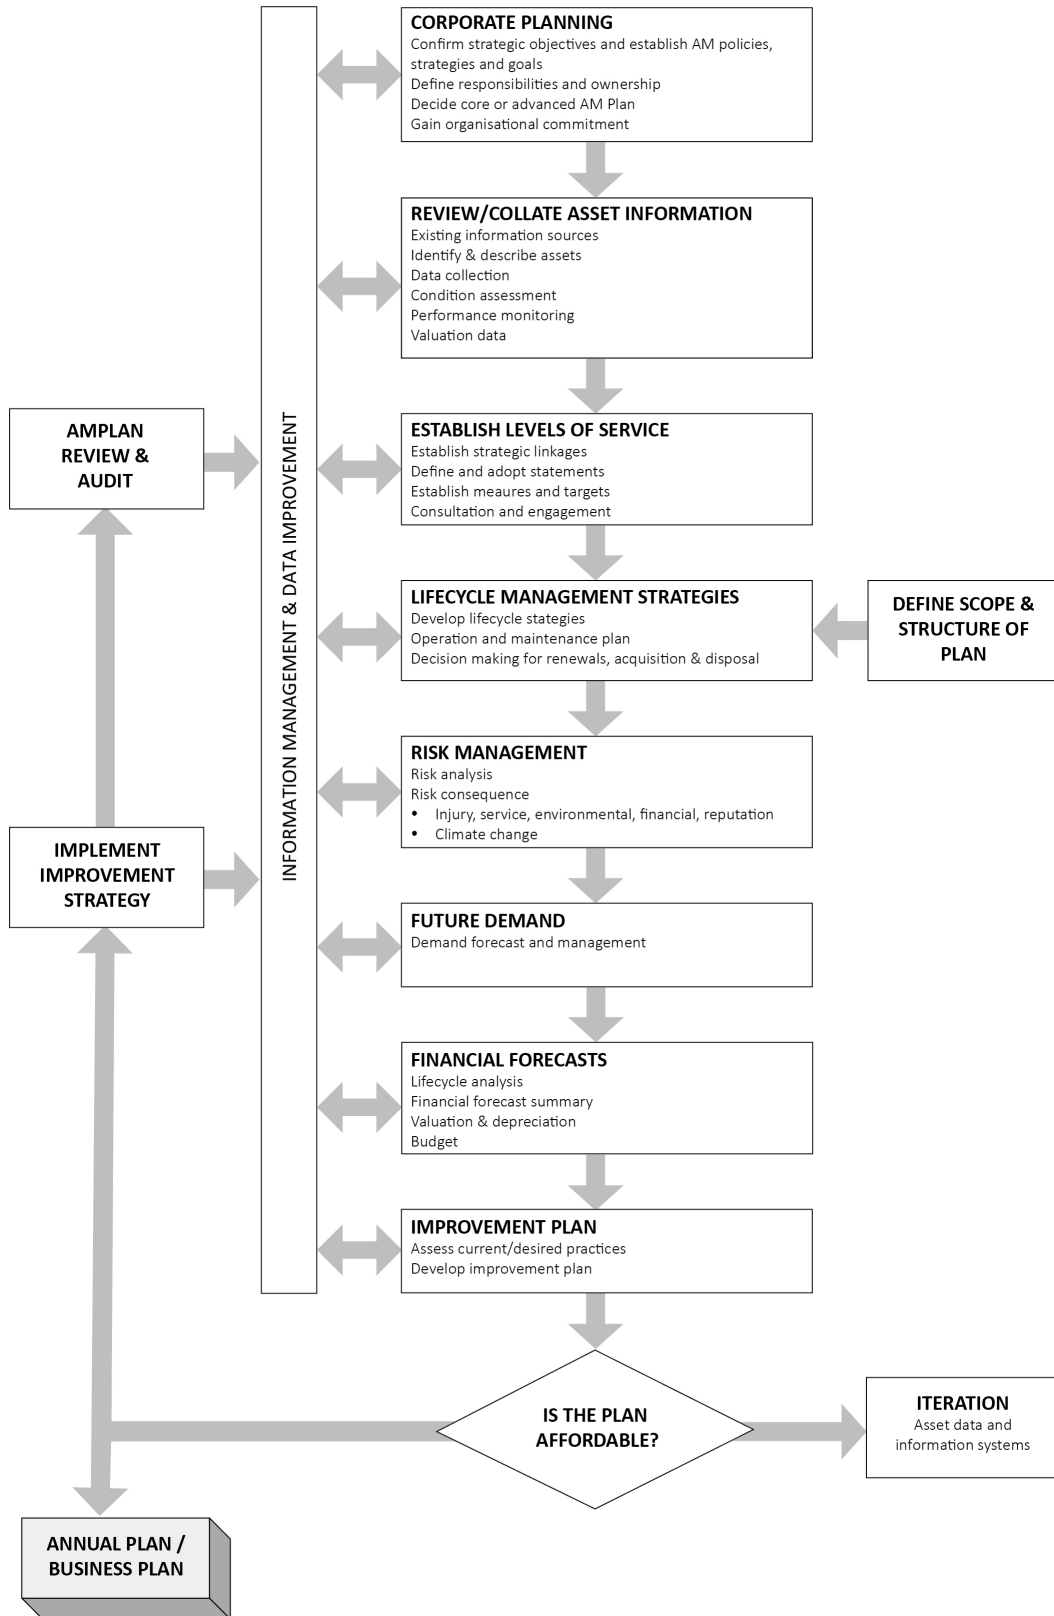 CORPORATE PLANNING
Confirm strategic objectives and establish AM policies,
strategies and goals
Define responsibilities and ownership
Decide core or advanced AM Plan
Gain organisational commitment
REVIEW/COLLATE ASSET INFORMATION
Existing information sources
Identify & describe assets
Data collection
Condition assessment
Performance monitoring
Valuation data
INFORMATION MANAGEMENT & DATA IMPROVEMENT
AMPLAN
REVIEW &
AUDIT
ESTABLISH LEVELS OF SERVICE
Establish strategic linkages
Define and adopt statements
Establish meaures and targets
Consultation and engagement
LIFECYCLE MANAGEMENT STRATEGIES
Develop lifecycle stategies
Operation and maintenance plan
Decision making for renewals, acquisition & disposal
DEFINE SCOPE &
STRUCTURE OF
PLAN
RISK MANAGEMENT
Risk analysis
Risk consequence
• Injury, service, environmental, financial, reputation
• Climate change
IMPLEMENT
IMPROVEMENT
STRATEGY
FUTURE DEMAND
Demand forecast and management
FINANCIAL FORECASTS
Lifecycle analysis
Financial forecast summary
Valuation & depreciation
Budget
IMPROVEMENT PLAN
Assess current/desired practices
Develop improvement plan
IS THE PLAN
AFFORDABLE?
ITERATION
Asset data and
information systems
ANNUAL PLAN /
BUSINESS PLAN